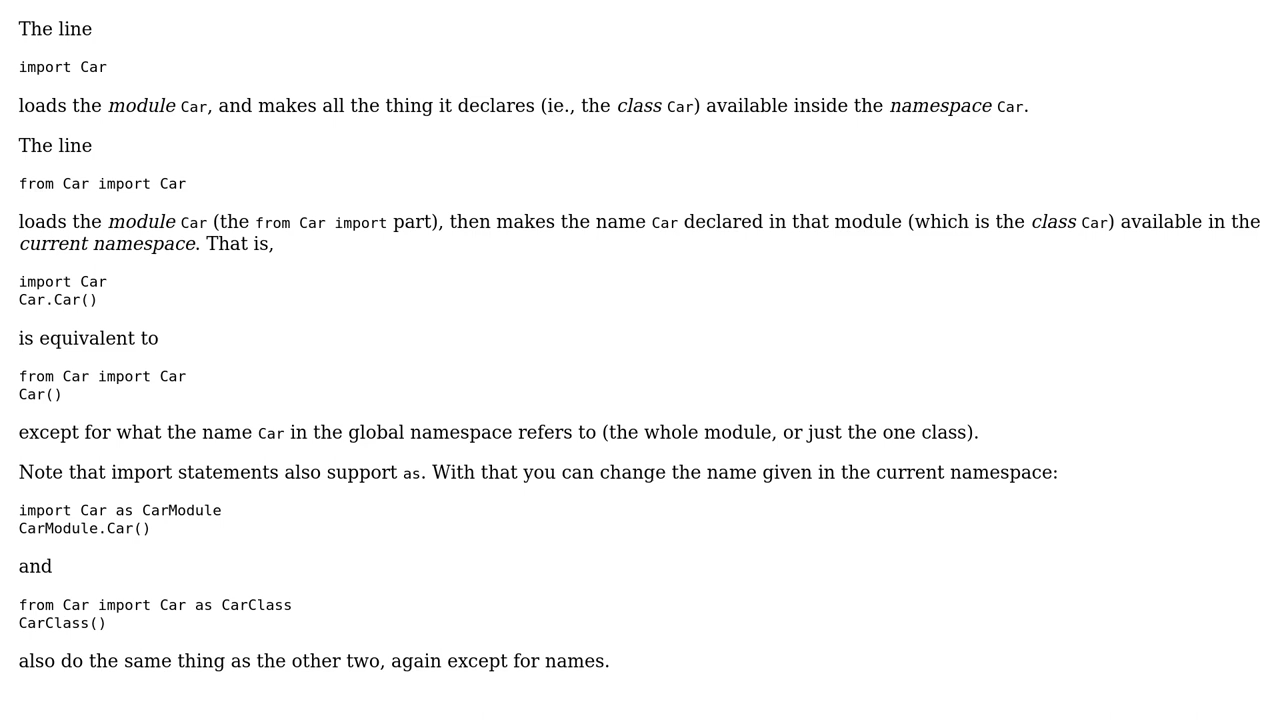 The line
import Car
loads the module Car, and makes all the thing it declares (ie., the class Car) available inside the namespace Car.
The line
from Car import Car
loads the module Car (the from Car import part), then makes the name Car declared in that module (which is the class Car) available in the
current namespace. That is,
import Car
Car.Car()
is equivalent to
from Car import Car
Car()
except for what the name Car in the global namespace refers to (the whole module, or just the one class).
Note that import statements also support as. With that you can change the name given in the current namespace:
import Car as CarModule
CarModule.Car()
and
from Car import Car as CarClass
CarClass()
also do the same thing as the other two, again except for names.